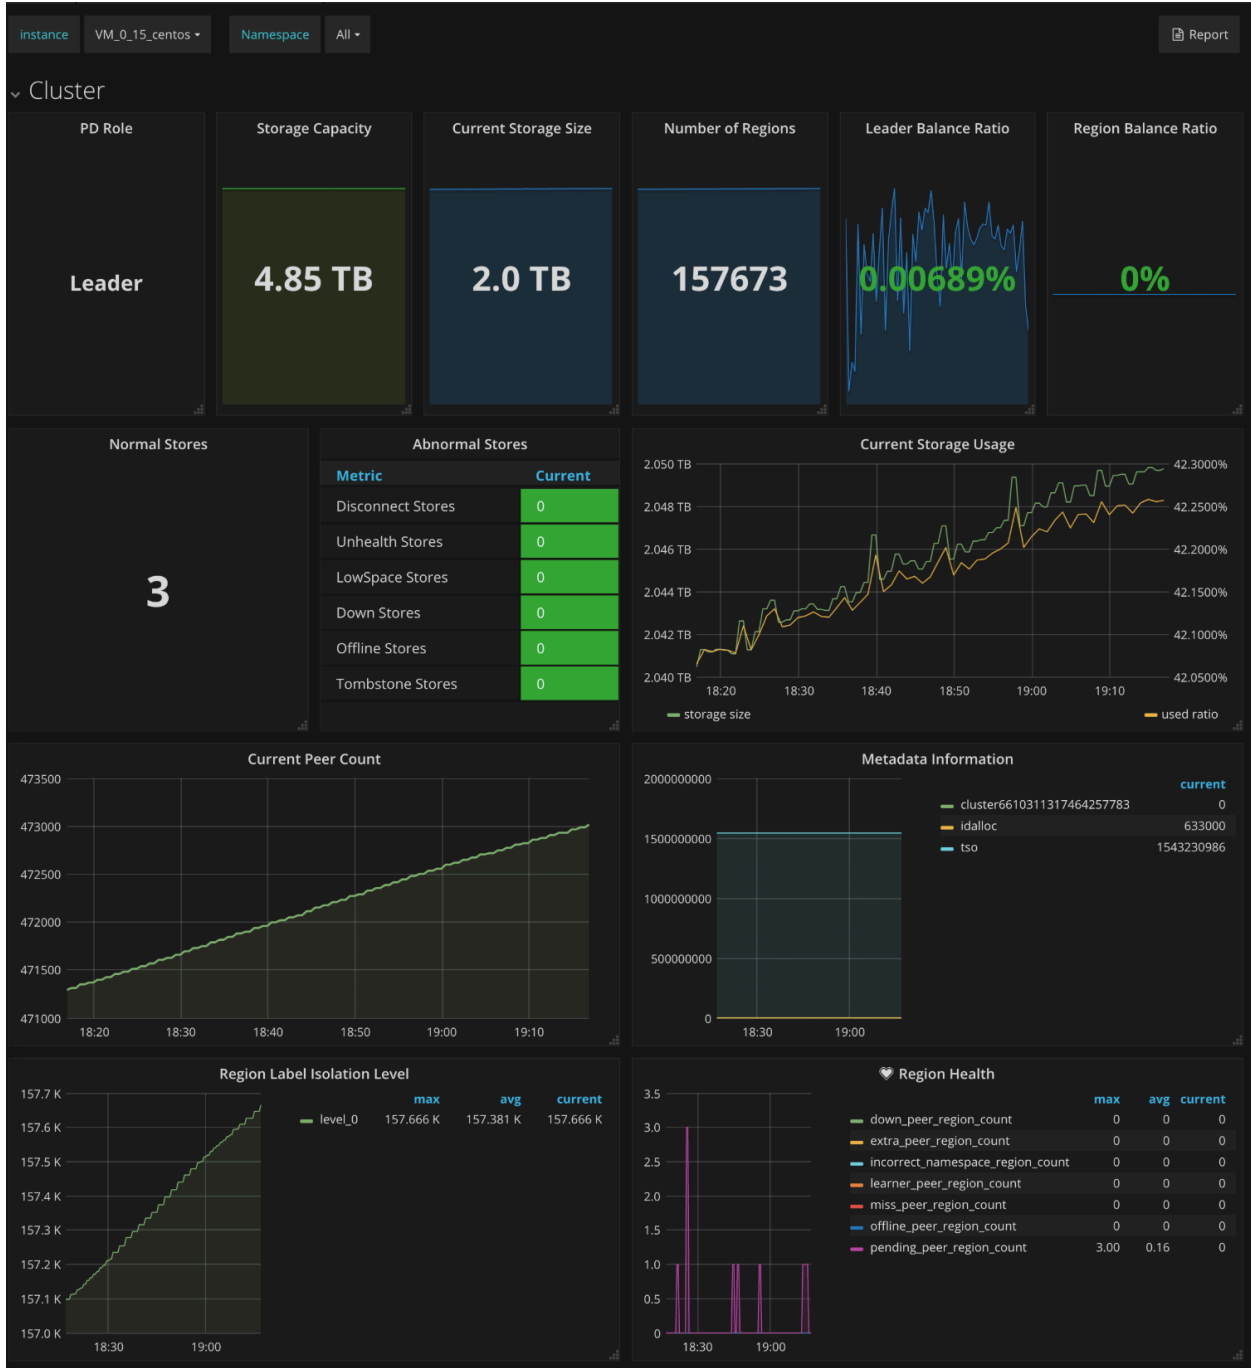 instance VM_0_15_centos Namespace All Report
Cluster
PD Role
Leader
Storage Capacity
4.85 TB
Current Storage Size
2.0 TB
Number of Regions
157673
Leader Balance Ratio
0.00689%
Region Balance Ratio
0%
Normal Stores
3
Abnormal Stores
Metric Current
Disconnect Stores 0
Unhealth Stores 0
LowSpace Stores 0
Down Stores 0
Offline Stores 0
Tombstone Stores 0
Current Storage Usage
2.050 TB 42.3000%
2.048 TB 42.2500%
2.046 TB 42.2000%
2.044 TB 42.1500%
2.042 TB 42.1000%
2.040 TB 42.0500%
18:20 18:30 18:40 18:50 19:00 19:10
storage size used ratio
Current Peer Count
473500
473000
472500
472000
471500
471000
18:20 18:30 18:40 18:50 19:00 19:10
Metadata Information
2000000000
1500000000
1000000000
500000000
0
18:30 19:00
current
cluster6610311317464257783 0
idalloc 633000
tso 1543230986
Region Label Isolation Level
157.7 K
157.6 K
157.5 K
157.4 K
157.3 K
157.2 K
157.1 K
157.0 K
18:30 19:00
max avg current
level_0 157.666 K 157.381 K 157.666 K
Region Health
3.5
3.0
2.5
2.0
1.5
1.0
0.5
0
18:30 19:00
max avg current
down_peer_region_count 0 0 0
extra_peer_region_count 0 0 0
incorrect_namespace_region_count 0 0 0
learner_peer_region_count 0 0 0
miss_peer_region_count 0 0 0
offline_peer_region_count 0 0 0
pending_peer_region_count 3.00 0.16 0